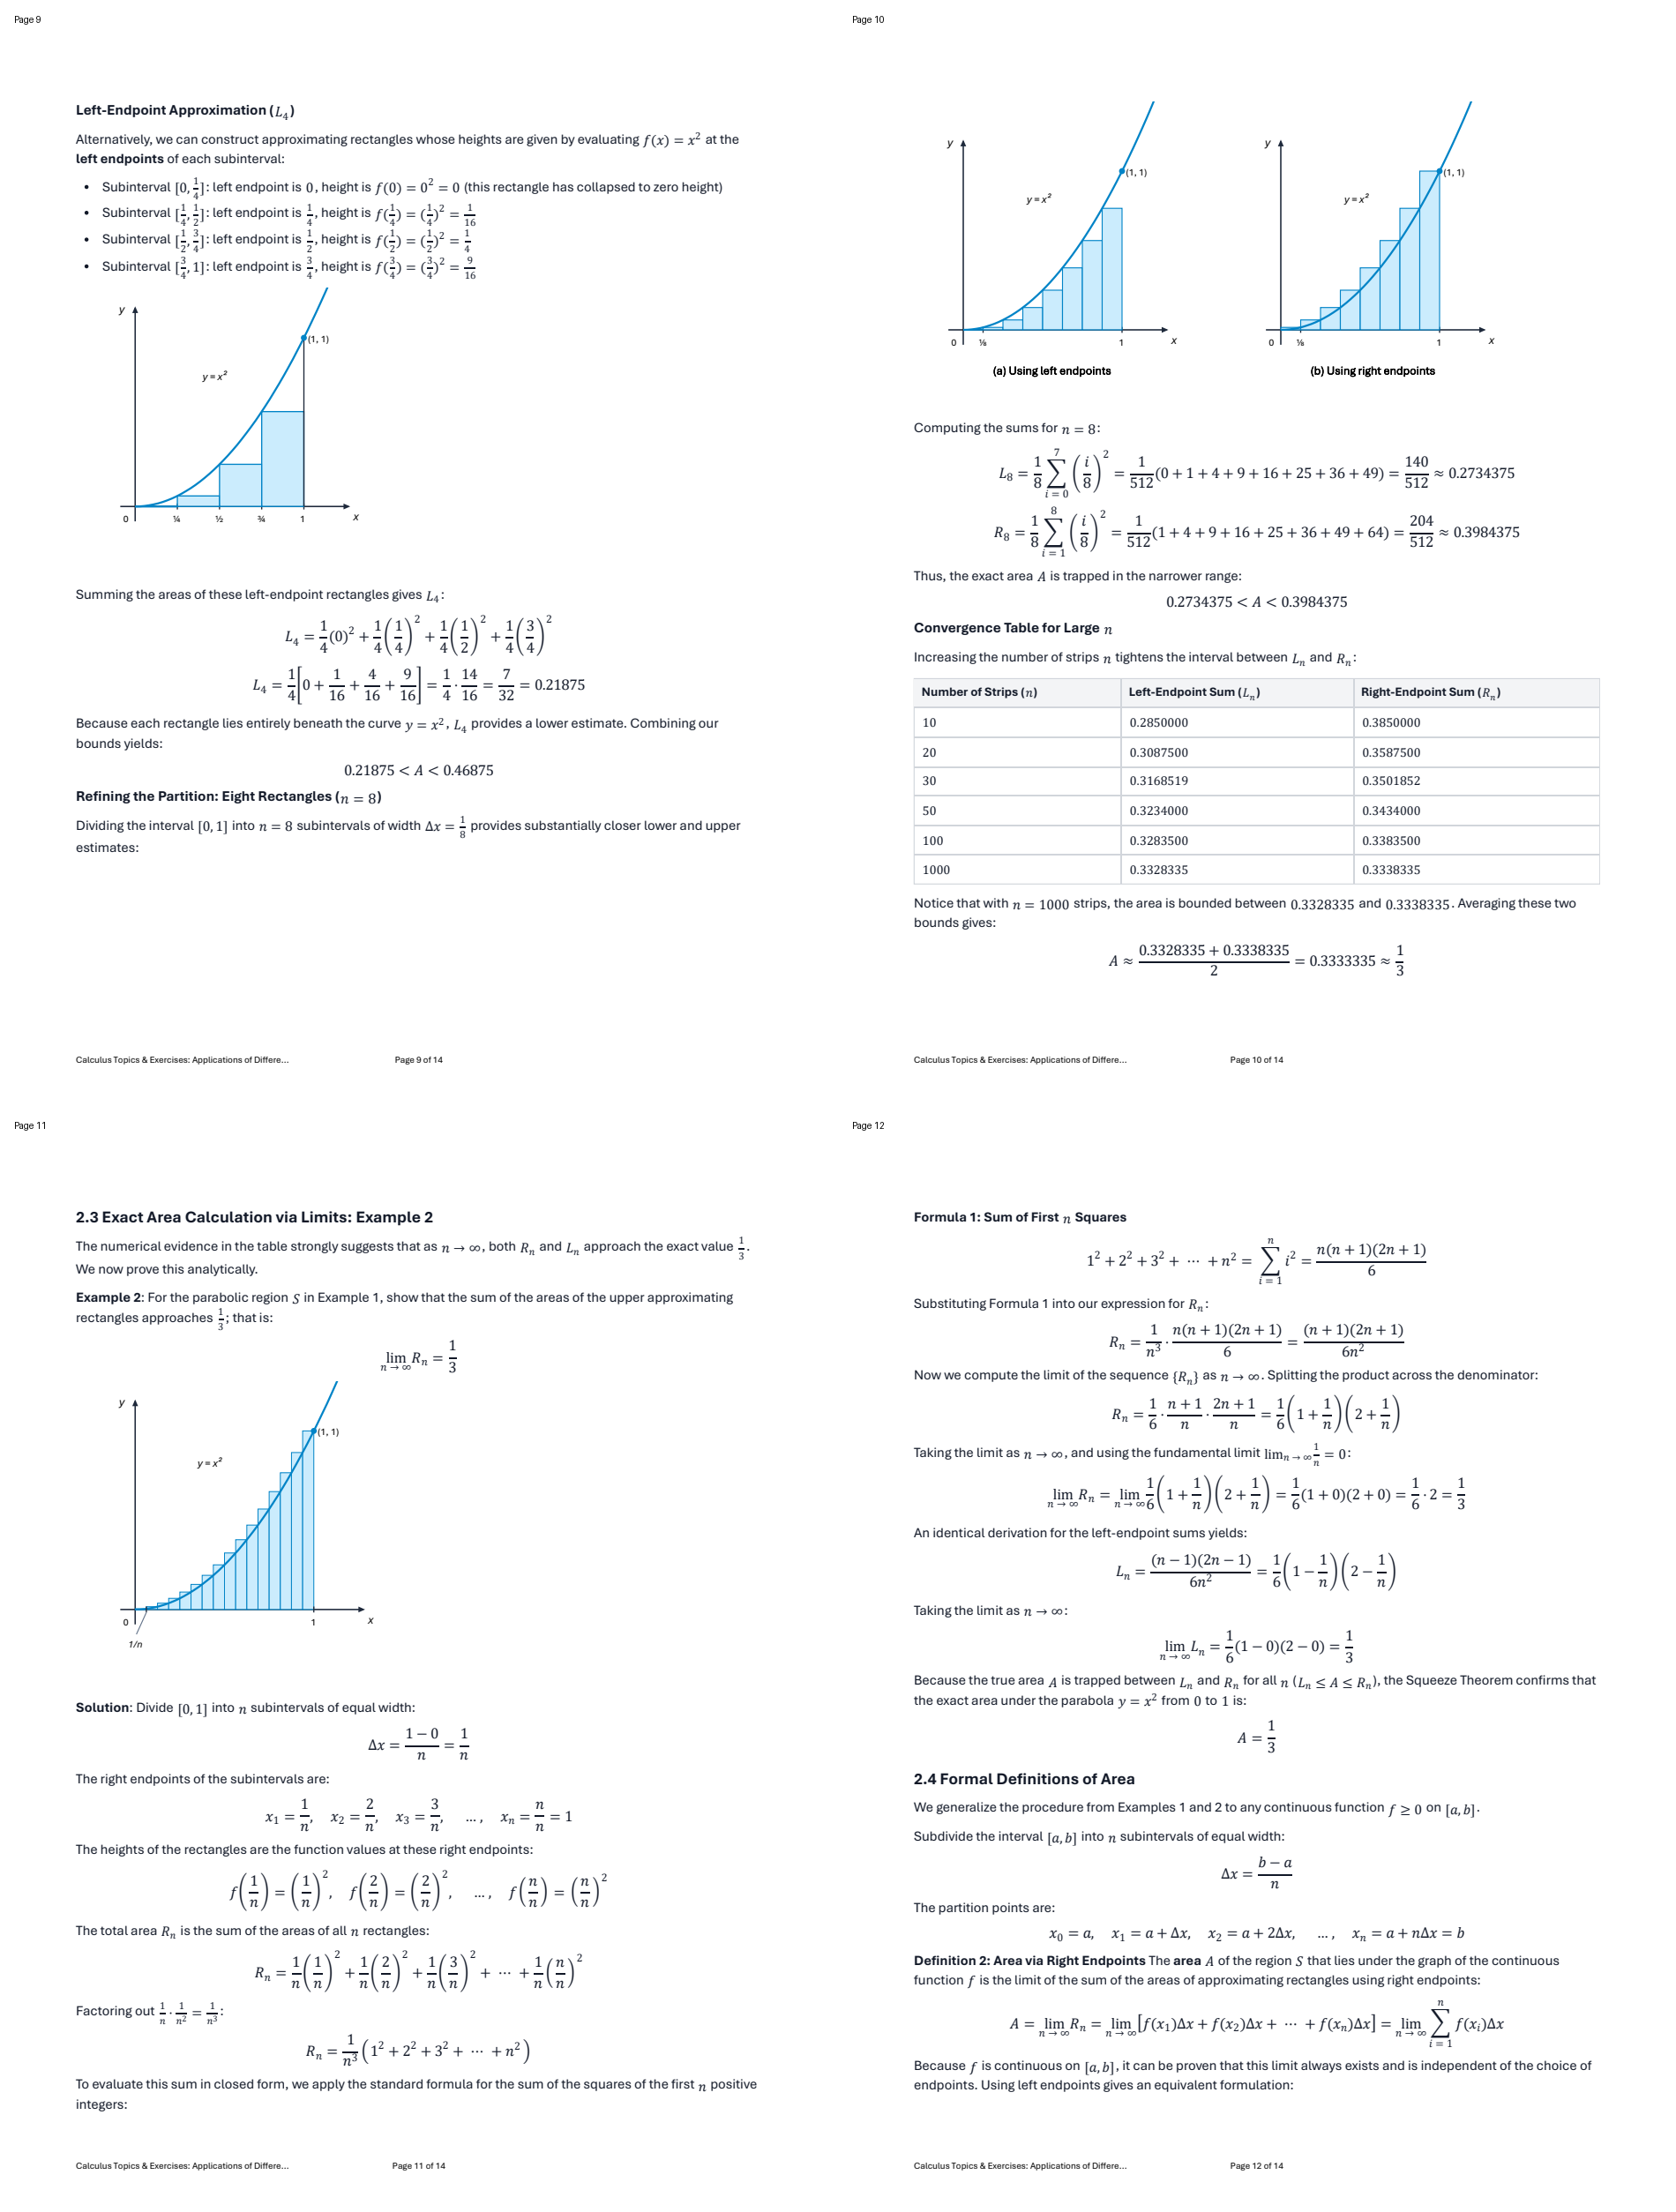 Page 9
Left-Endpoint Approximation (L₄)
Alternatively, we can construct approximating rectangles whose heights are given by evaluating f(x) = x² at the
left endpoints of each subinterval:
• Subinterval [0, 1/4]: left endpoint is 0, height is f(0) = 0² = 0 (this rectangle has collapsed to zero height)
• Subinterval [1/4, 1/2]: left endpoint is 1/4, height is f(1/4) = (1/4)² = 1/16
• Subinterval [1/2, 3/4]: left endpoint is 1/2, height is f(1/2) = (1/2)² = 1/4
• Subinterval [3/4, 1]: left endpoint is 3/4, height is f(3/4) = (3/4)² = 9/16
y
(1, 1)
y = x²
0 ¼ ½ ¾ 1 x
Summing the areas of these left-endpoint rectangles gives L₄:
L₄ = 1/4(0)² + 1/4(1/4)² + 1/4(1/2)² + 1/4(3/4)²
L₄ = 1/4[0 + 1/16 + 4/16 + 9/16] = 1/4 · 14/16 = 7/32 = 0.21875
Because each rectangle lies entirely beneath the curve y = x², L₄ provides a lower estimate. Combining our
bounds yields:
0.21875 < A < 0.46875
Refining the Partition: Eight Rectangles (n = 8)
Dividing the interval [0, 1] into n = 8 subintervals of width Δx = 1/8 provides substantially closer lower and upper
estimates:
Calculus Topics & Exercises: Applications of Differe... Page 9 of 14
Page 10
y
(1, 1)
y = x²
0 ⅛ 1 x
(a) Using left endpoints
y
(1, 1)
y = x²
0 ⅛ 1 x
(b) Using right endpoints
Computing the sums for n = 8:
L₈ = 1/8 ∑_{i = 0}^{7} (i/8)² = 1/512(0 + 1 + 4 + 9 + 16 + 25 + 36 + 49) = 140/512 ≈ 0.2734375
R₈ = 1/8 ∑_{i = 1}^{8} (i/8)² = 1/512(1 + 4 + 9 + 16 + 25 + 36 + 49 + 64) = 204/512 ≈ 0.3984375
Thus, the exact area A is trapped in the narrower range:
0.2734375 < A < 0.3984375
Convergence Table for Large n
Increasing the number of strips n tightens the interval between Lₙ and Rₙ:
Number of Strips (n) Left-Endpoint Sum (Lₙ) Right-Endpoint Sum (Rₙ)
10 0.2850000 0.3850000
20 0.3087500 0.3587500
30 0.3168519 0.3501852
50 0.3234000 0.3434000
100 0.3283500 0.3383500
1000 0.3328335 0.3338335
Notice that with n = 1000 strips, the area is bounded between 0.3328335 and 0.3338335. Averaging these two
bounds gives:
A ≈ (0.3328335 + 0.3338335)/2 = 0.3333335 ≈ 1/3
Calculus Topics & Exercises: Applications of Differe... Page 10 of 14
Page 11
2.3 Exact Area Calculation via Limits: Example 2
The numerical evidence in the table strongly suggests that as n → ∞, both Rₙ and Lₙ approach the exact value 1/3.
We now prove this analytically.
Example 2: For the parabolic region S in Example 1, show that the sum of the areas of the upper approximating
rectangles approaches 1/3; that is:
lim_{n → ∞} Rₙ = 1/3
y
(1, 1)
y = x²
0 1 x
1/n
Solution: Divide [0, 1] into n subintervals of equal width:
Δx = (1 − 0)/n = 1/n
The right endpoints of the subintervals are:
x₁ = 1/n, x₂ = 2/n, x₃ = 3/n, …, xₙ = n/n = 1
The heights of the rectangles are the function values at these right endpoints:
f(1/n) = (1/n)², f(2/n) = (2/n)², …, f(n/n) = (n/n)²
The total area Rₙ is the sum of the areas of all n rectangles:
Rₙ = 1/n(1/n)² + 1/n(2/n)² + 1/n(3/n)² + ⋯ + 1/n(n/n)²
Factoring out 1/n · 1/n² = 1/n³:
Rₙ = 1/n³(1² + 2² + 3² + ⋯ + n²)
To evaluate this sum in closed form, we apply the standard formula for the sum of the squares of the first n positive
integers:
Calculus Topics & Exercises: Applications of Differe... Page 11 of 14
Page 12
Formula 1: Sum of First n Squares
1² + 2² + 3² + ⋯ + n² = ∑_{i = 1}^{n} i² = n(n + 1)(2n + 1)/6
Substituting Formula 1 into our expression for Rₙ:
Rₙ = 1/n³ · n(n + 1)(2n + 1)/6 = (n + 1)(2n + 1)/6n²
Now we compute the limit of the sequence {Rₙ} as n → ∞. Splitting the product across the denominator:
Rₙ = 1/6 · (n + 1)/n · (2n + 1)/n = 1/6(1 + 1/n)(2 + 1/n)
Taking the limit as n → ∞, and using the fundamental limit lim_{n → ∞} 1/n = 0:
lim_{n → ∞} Rₙ = lim_{n → ∞} 1/6(1 + 1/n)(2 + 1/n) = 1/6(1 + 0)(2 + 0) = 1/6 · 2 = 1/3
An identical derivation for the left-endpoint sums yields:
Lₙ = (n − 1)(2n − 1)/6n² = 1/6(1 − 1/n)(2 − 1/n)
Taking the limit as n → ∞:
lim_{n → ∞} Lₙ = 1/6(1 − 0)(2 − 0) = 1/3
Because the true area A is trapped between Lₙ and Rₙ for all n (Lₙ ≤ A ≤ Rₙ), the Squeeze Theorem confirms that
the exact area under the parabola y = x² from 0 to 1 is:
A = 1/3
2.4 Formal Definitions of Area
We generalize the procedure from Examples 1 and 2 to any continuous function f ≥ 0 on [a, b].
Subdivide the interval [a, b] into n subintervals of equal width:
Δx = (b − a)/n
The partition points are:
x₀ = a, x₁ = a + Δx, x₂ = a + 2Δx, …, xₙ = a + nΔx = b
Definition 2: Area via Right Endpoints The area A of the region S that lies under the graph of the continuous
function f is the limit of the sum of the areas of approximating rectangles using right endpoints:
A = lim_{n → ∞} Rₙ = lim_{n → ∞} [f(x₁)Δx + f(x₂)Δx + ⋯ + f(xₙ)Δx] = lim_{n → ∞} ∑_{i = 1}^{n} f(xᵢ)Δx
Because f is continuous on [a, b], it can be proven that this limit always exists and is independent of the choice of
endpoints. Using left endpoints gives an equivalent formulation:
Calculus Topics & Exercises: Applications of Differe... Page 12 of 14